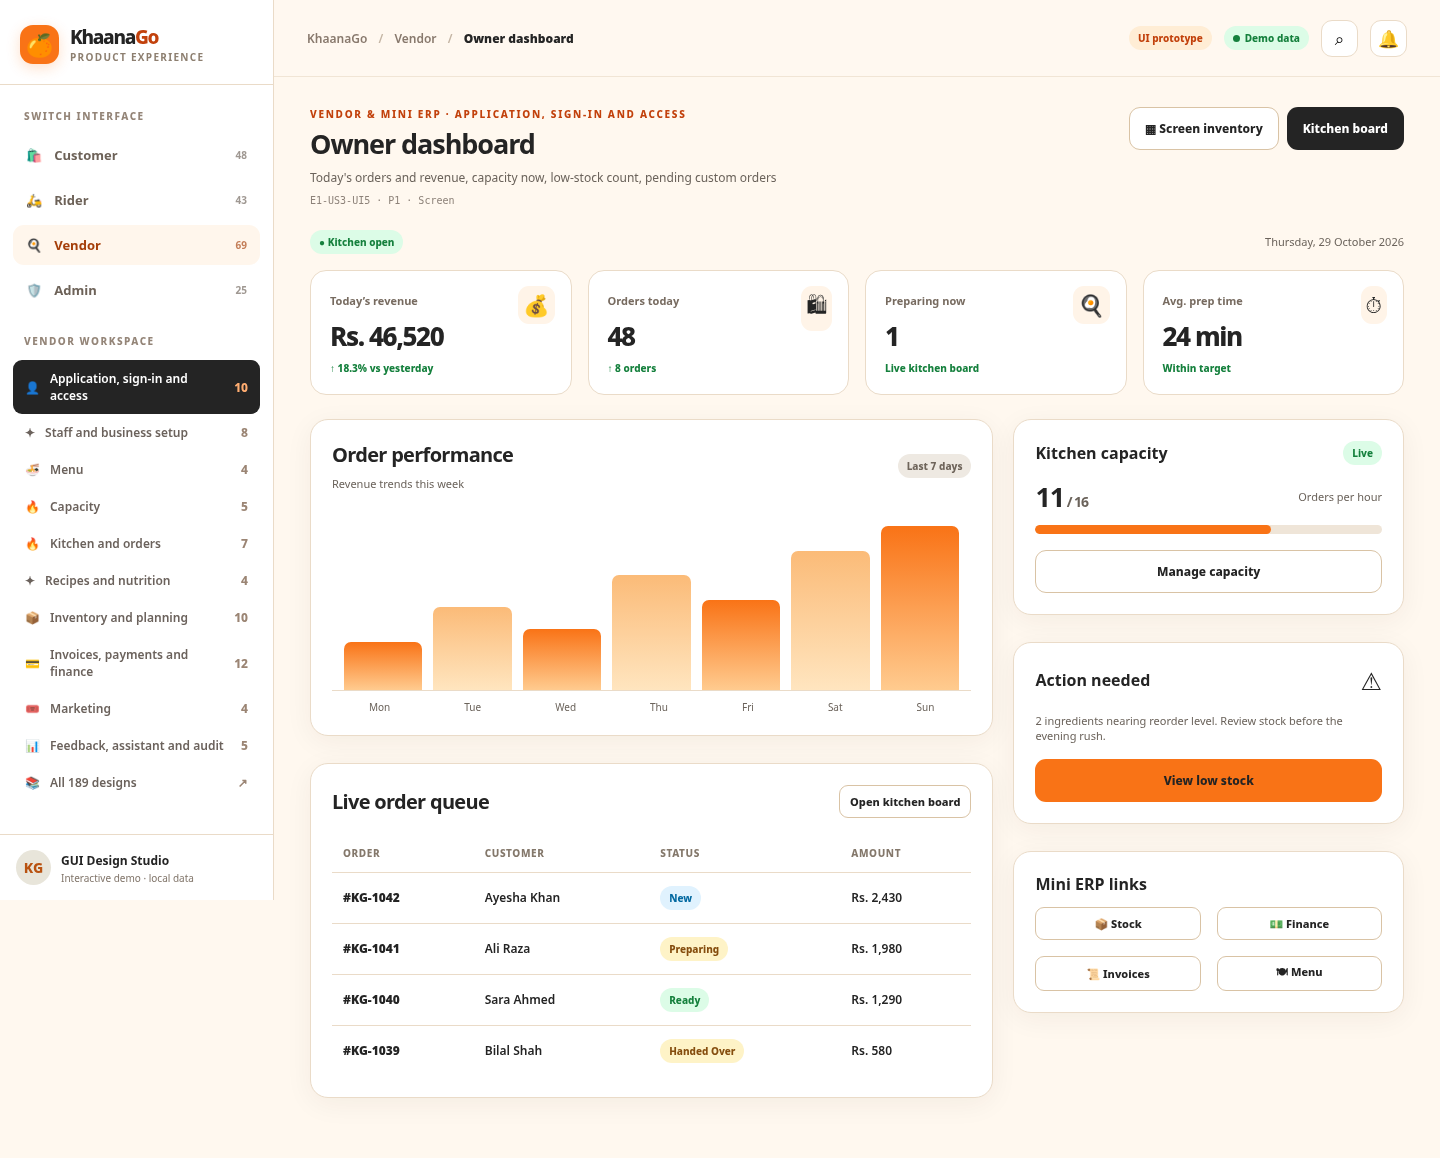 KhaanaGo
PRODUCT EXPERIENCE
SWITCH INTERFACE
Customer 48
Rider 43
Vendor 69
Admin 25
VENDOR WORKSPACE
Application, sign-in and
access 10
Staff and business setup 8
Menu 4
Capacity 5
Kitchen and orders 7
Recipes and nutrition 4
Inventory and planning 10
Invoices, payments and
finance 12
Marketing 4
Feedback, assistant and audit 5
All 189 designs ↗
KG GUI Design Studio
Interactive demo · local data
KhaanaGo / Vendor / Owner dashboard
UI prototype ● Demo data
VENDOR & MINI ERP · APPLICATION, SIGN-IN AND ACCESS
Owner dashboard
Today's orders and revenue, capacity now, low-stock count, pending custom orders
E1-US3-UI5 · P1 · Screen
Screen inventory Kitchen board
● Kitchen open
Thursday, 29 October 2026
Today's revenue
Rs. 46,520
↑ 18.3% vs yesterday
Orders today
48
↑ 8 orders
Preparing now
1
Live kitchen board
Avg. prep time
24 min
Within target
Order performance
Revenue trends this week
Last 7 days
Mon Tue Wed Thu Fri Sat Sun
Live order queue
Open kitchen board
ORDER CUSTOMER STATUS AMOUNT
#KG-1042 Ayesha Khan New Rs. 2,430
#KG-1041 Ali Raza Preparing Rs. 1,980
#KG-1040 Sara Ahmed Ready Rs. 1,290
#KG-1039 Bilal Shah Handed Over Rs. 580
Kitchen capacity Live
11 / 16 Orders per hour
Manage capacity
Action needed
2 ingredients nearing reorder level. Review stock before the
evening rush.
View low stock
Mini ERP links
Stock Finance
Invoices Menu